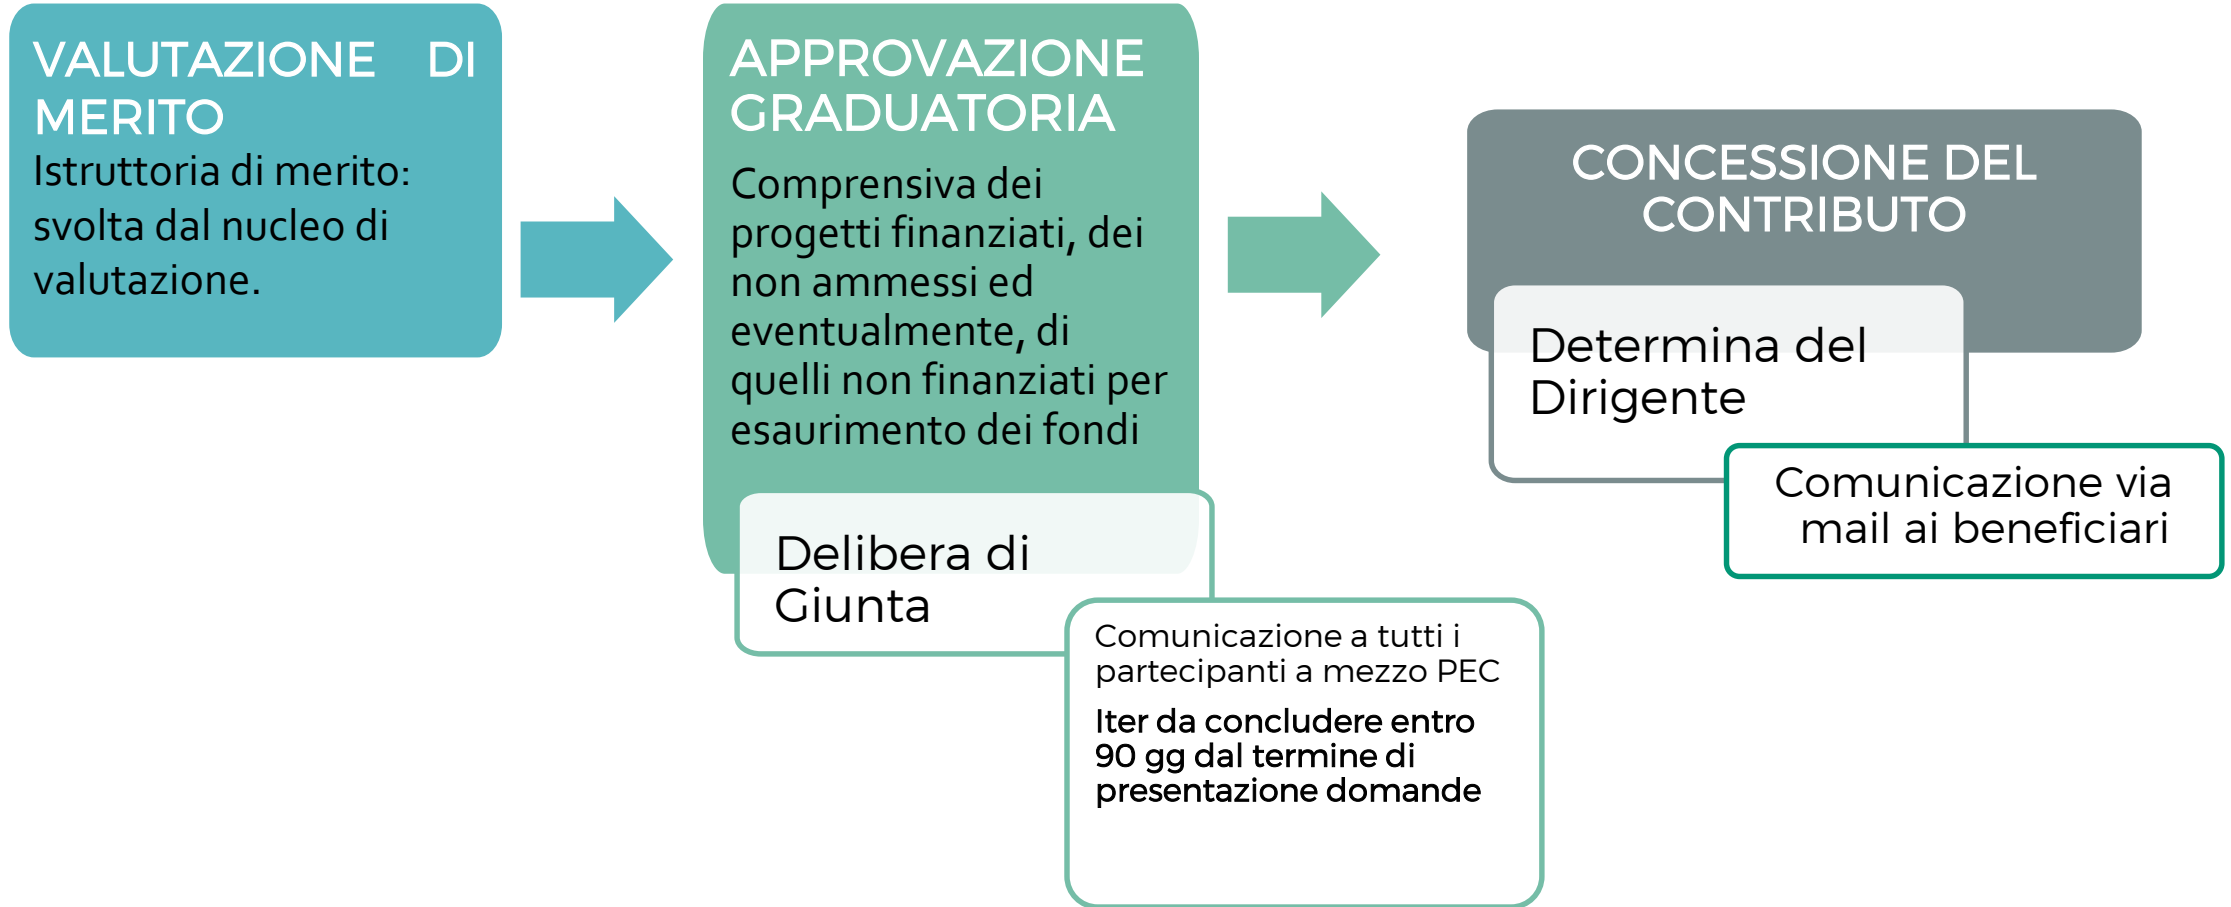 VALUTAZIONE DI
MERITO
Istruttoria di merito:
svolta dal nucleo di
valutazione.
APPROVAZIONE
GRADUATORIA
Comprensiva dei
progetti finanziati, dei
non ammessi ed
eventualmente, di
quelli non finanziati per
esaurimento dei fondi
Delibera di
Giunta
Comunicazione a tutti i
partecipanti a mezzo PEC
Iter da concludere entro
90 gg dal termine di
presentazione domande
CONCESSIONE DEL
CONTRIBUTO
Determina del
Dirigente
Comunicazione via
mail ai beneficiari